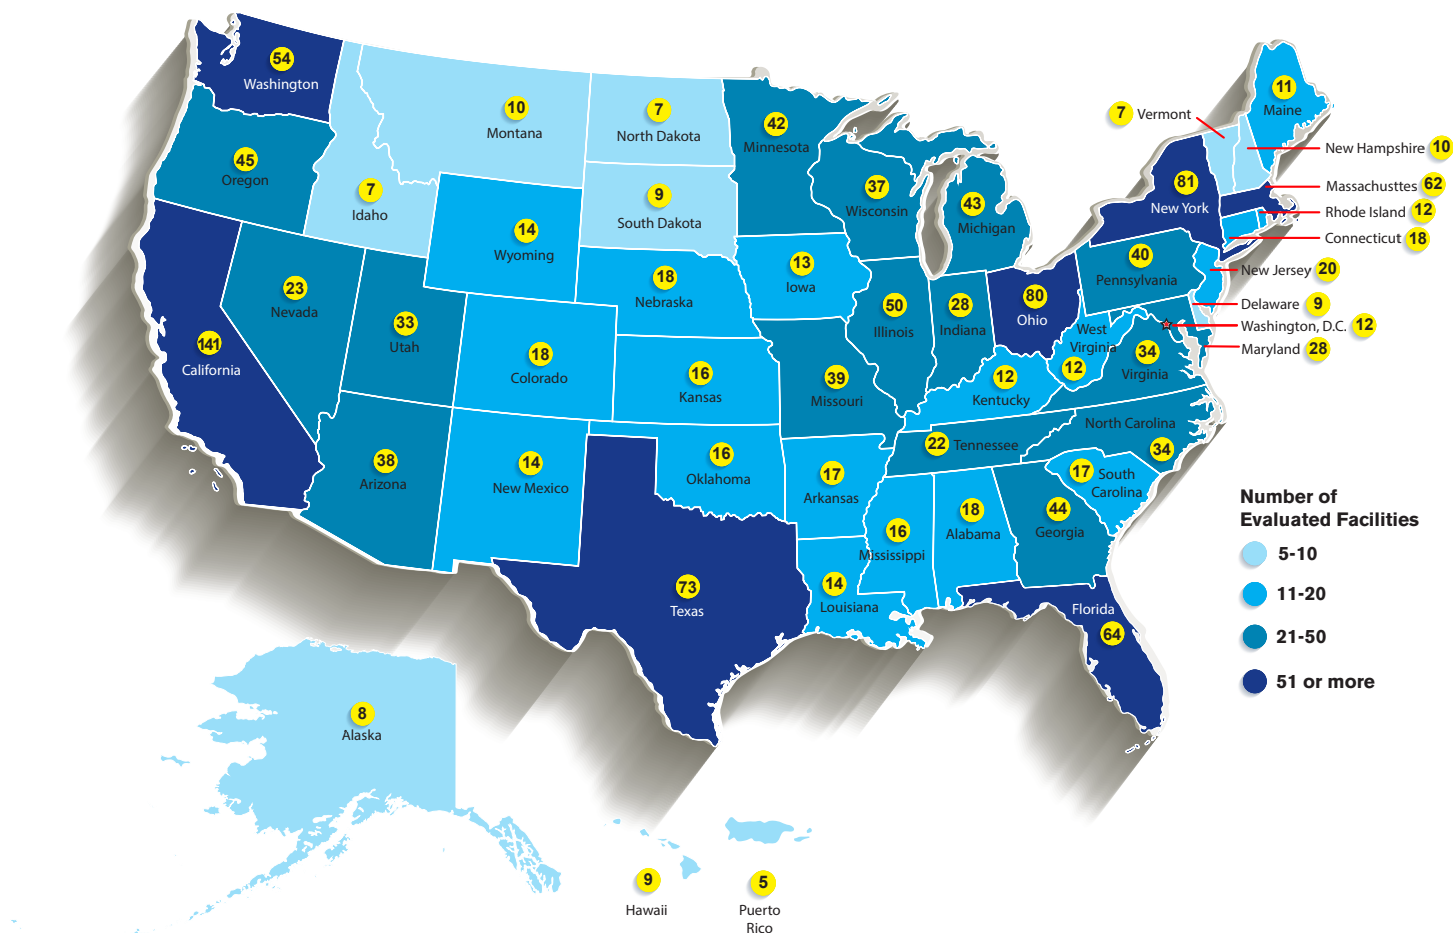 54
Washington
45
Oregon
141
California
23
Nevada
7
Idaho
10
Montana
14
Wyoming
33
Utah
38
Arizona
18
Colorado
14
New Mexico
7
North Dakota
9
South Dakota
18
Nebraska
16
Kansas
16
Oklahoma
73
Texas
42
Minnesota
13
Iowa
39
Missouri
17
Arkansas
14
Louisiana
37
Wisconsin
50
Illinois
43
Michigan
28
Indiana
80
Ohio
12
Kentucky
22 Tennessee
16
Mississippi
18
Alabama
44
Georgia
Florida
64
17 South
Carolina
North Carolina
34
34
Virginia
West
Virginia
12
40
Pennsylvania
81
New York
11
Maine
7 Vermont
New Hampshire 10
Massachusttes 62
Rhode Island 12
Connecticut 18
New Jersey 20
Delaware 9
Washington, D.C. 12
Maryland 28
Number of
Evaluated Facilities
5-10
11-20
21-50
51 or more
8
Alaska
9
Hawaii
5
Puerto
Rico